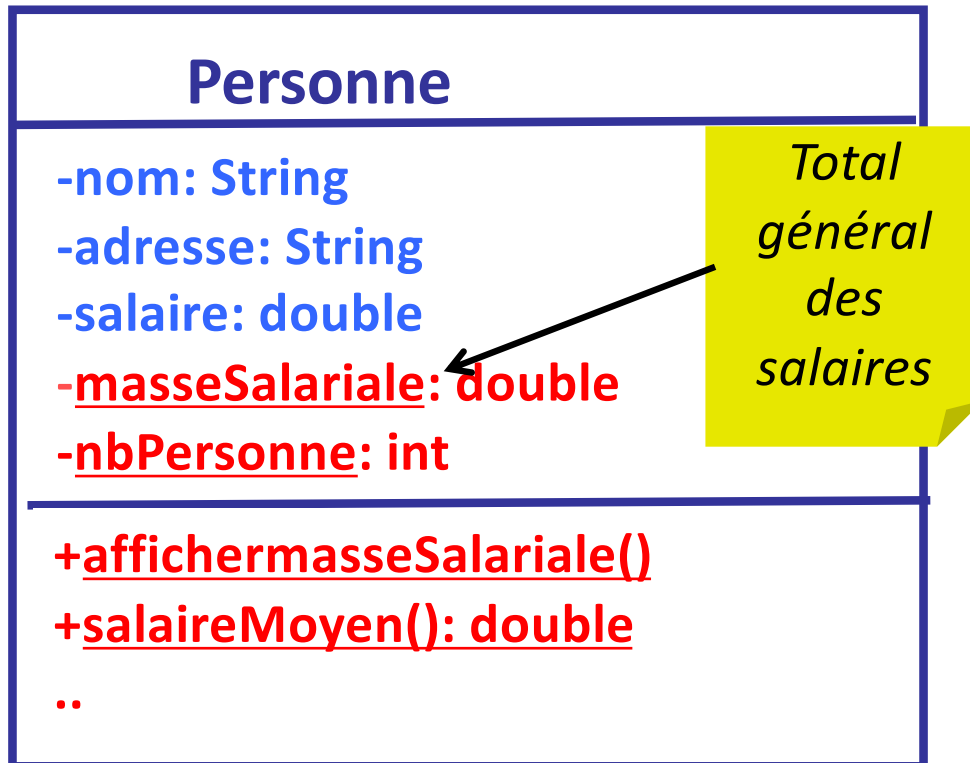 Personne
-nom: String
-adresse: String
-salaire: double
-masseSalariale: double
-nbPersonne: int
+affichermasseSalariale()
+salaireMoyen(): double
..
Total
général
des
salaires